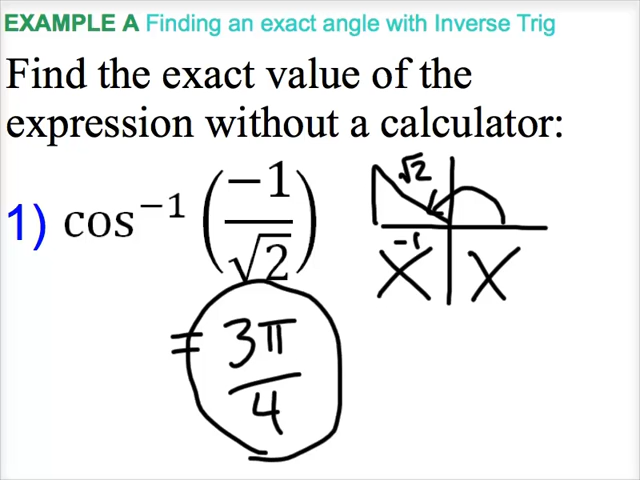 EXAMPLE A Finding an exact angle with Inverse Trig
Find the exact value of the
expression without a calculator:
1) cos⁻¹ (−1/√2)
√2
−1
X X
= 3π/4